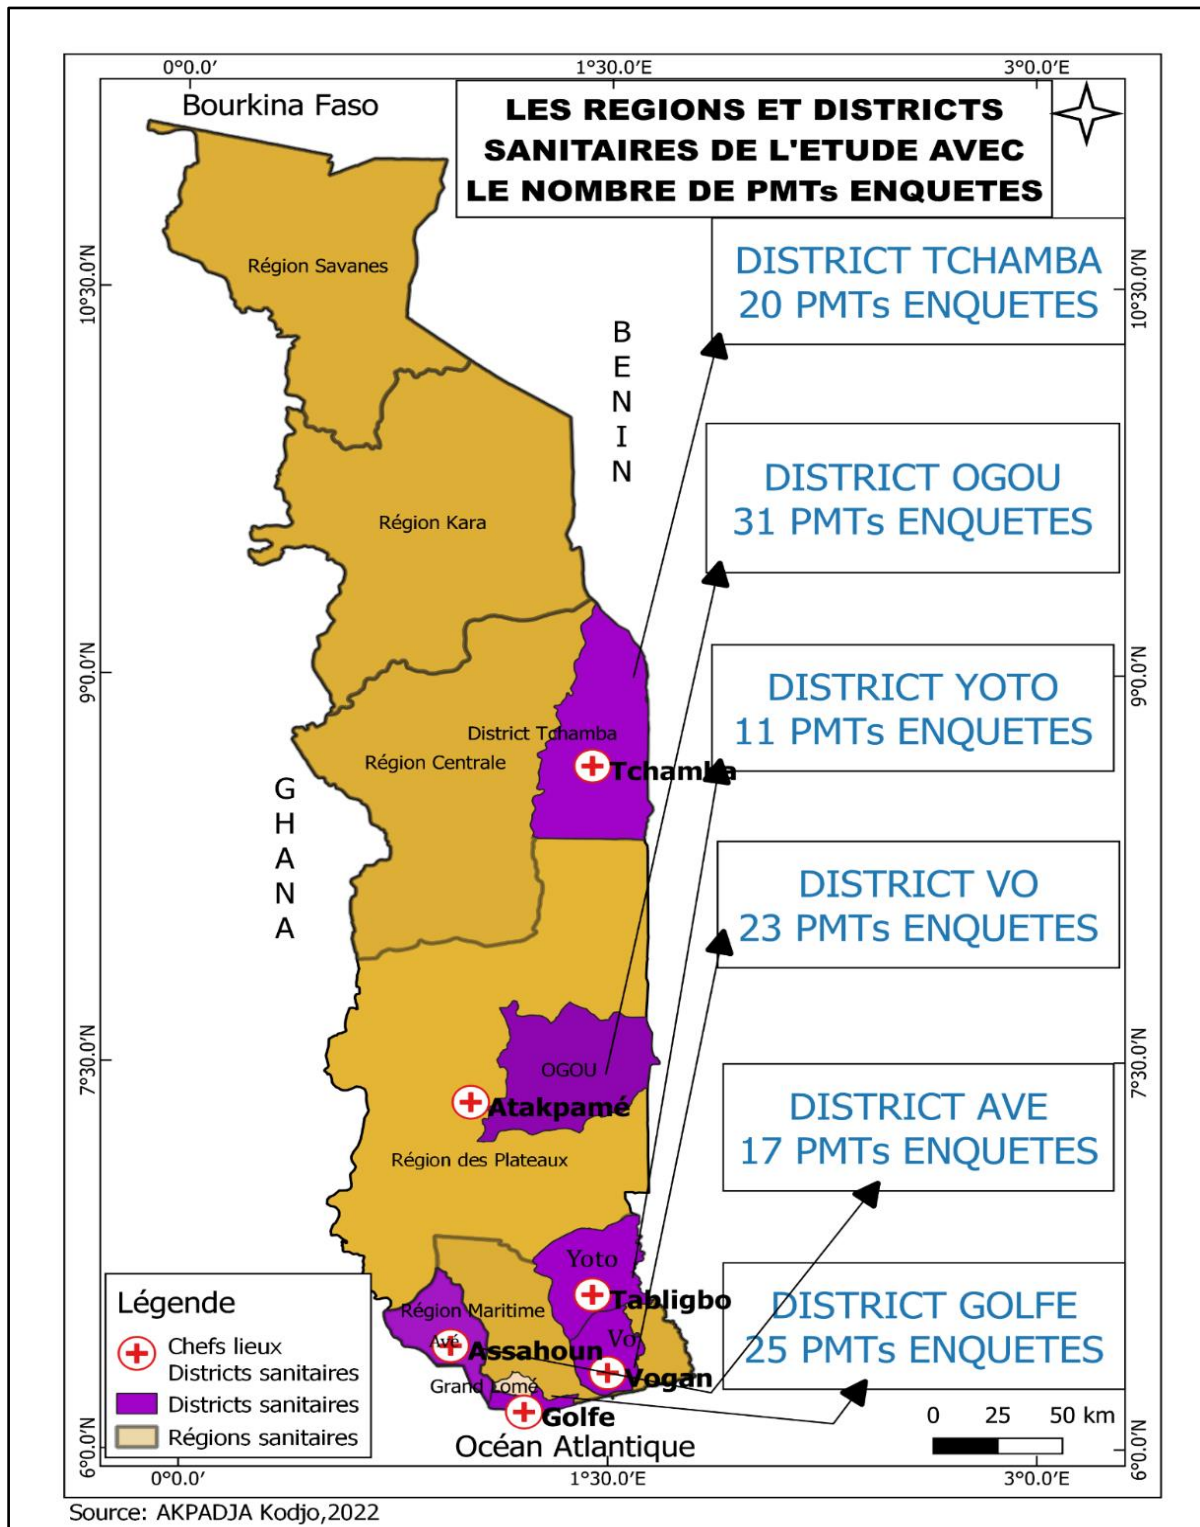 0°0.0'
1°30.0'E
3°0.0'E
Bourkina Faso
LES REGIONS ET DISTRICTS
SANITAIRES DE L'ETUDE AVEC
LE NOMBRE DE PMTs ENQUETES
DISTRICT TCHAMBA
20 PMTs ENQUETES
10°30.0'N
10°30.0'N
Région Savanes
BENIN
DISTRICT OGOU
31 PMTs ENQUETES
Région Kara
9°0.0'N
9°0.0'N
DISTRICT YOTO
11 PMTs ENQUETES
District Tchamba
Région Centrale
Tchamba
GHANA
DISTRICT VO
23 PMTs ENQUETES
7°30.0'N
7°30.0'N
OGOU
Atakpamé
DISTRICT AVE
17 PMTs ENQUETES
Région des Plateaux
Yoto
Tabligbo
DISTRICT GOLFE
25 PMTs ENQUETES
Région Maritime
Vo
Avé
Assahoun
Vogan
Grand Lomé
Golfe
Océan Atlantique
Légende
Chefs lieux
Districts sanitaires
Districts sanitaires
Régions sanitaires
0 25 50 km
6°0.0'N
6°0.0'N
0°0.0'
1°30.0'E
3°0.0'E
Source: AKPADJA Kodjo,2022